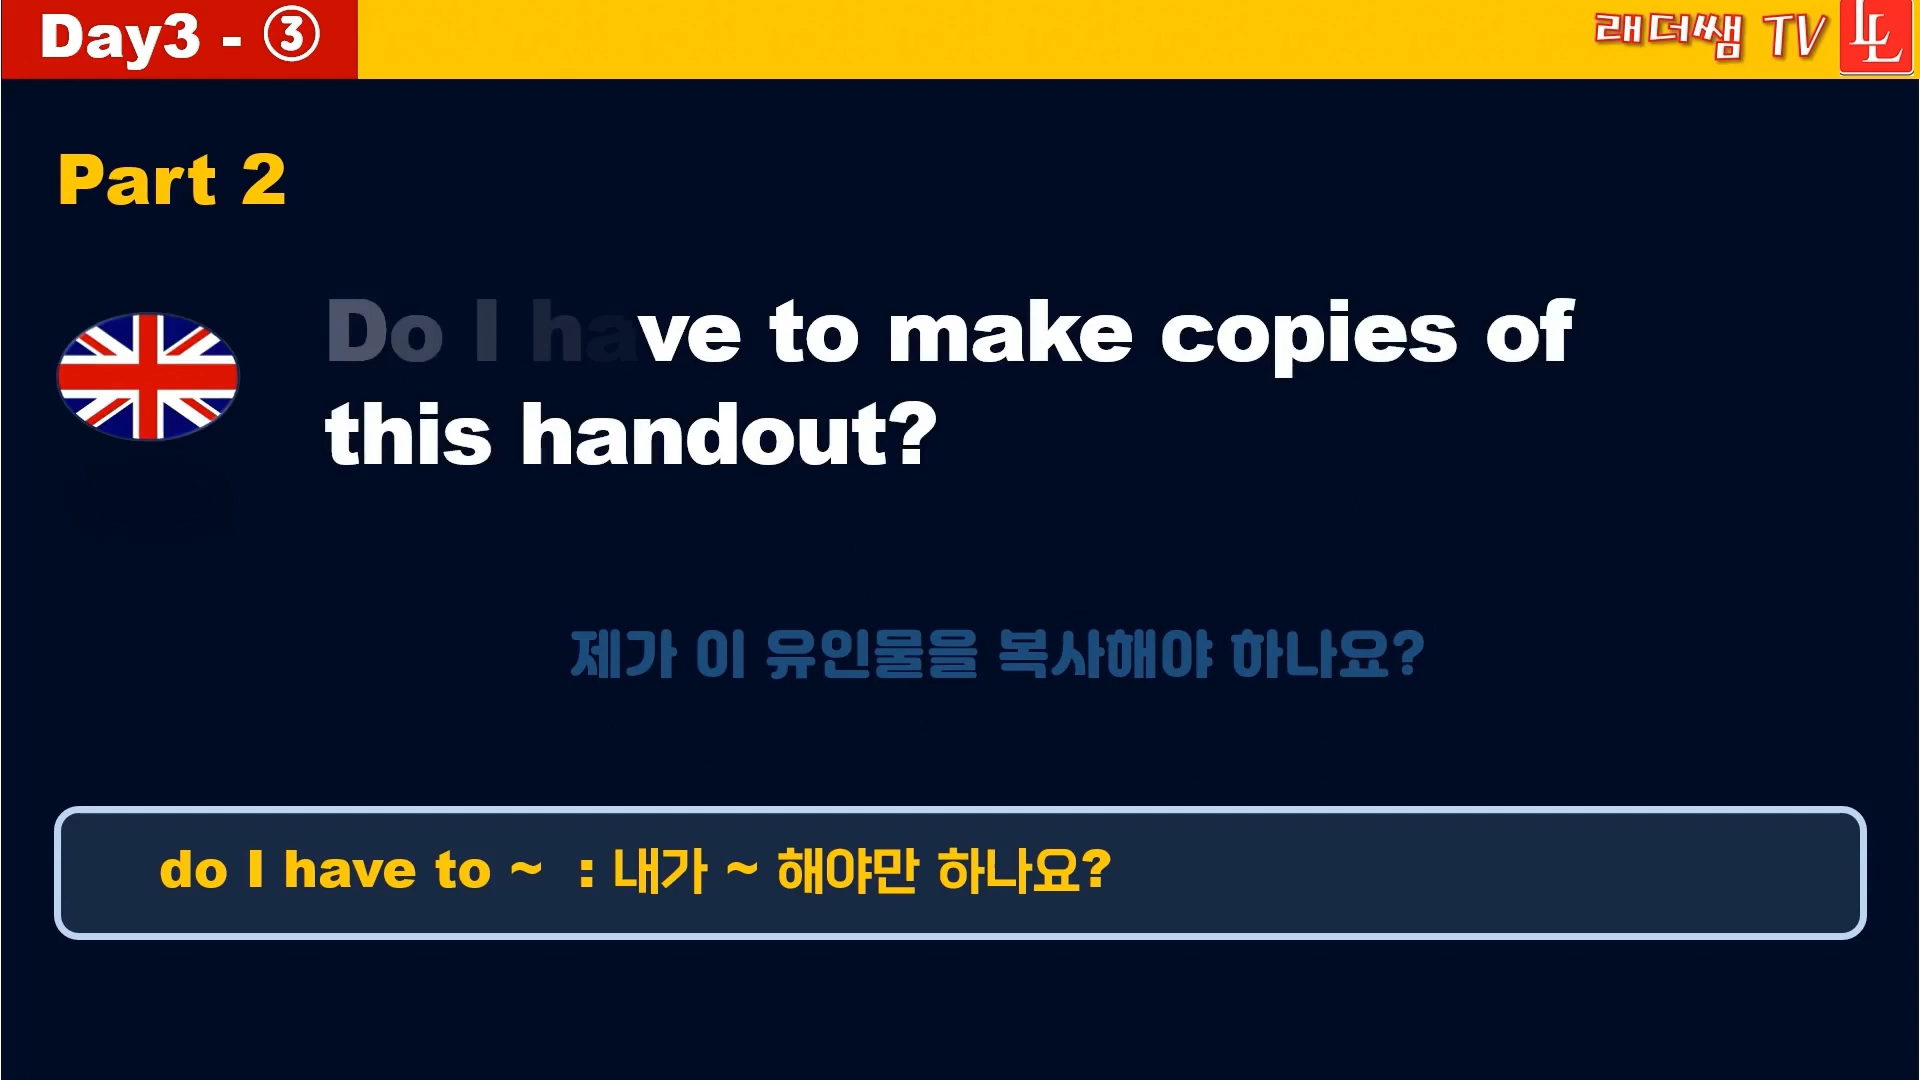 Day3 - ③
래더쌤 TV
LL
Part 2
Do I have to make copies of
this handout?
제가 이 유인물을 복사해야 하나요?
do I have to ~ : 내가 ~ 해야만 하나요?